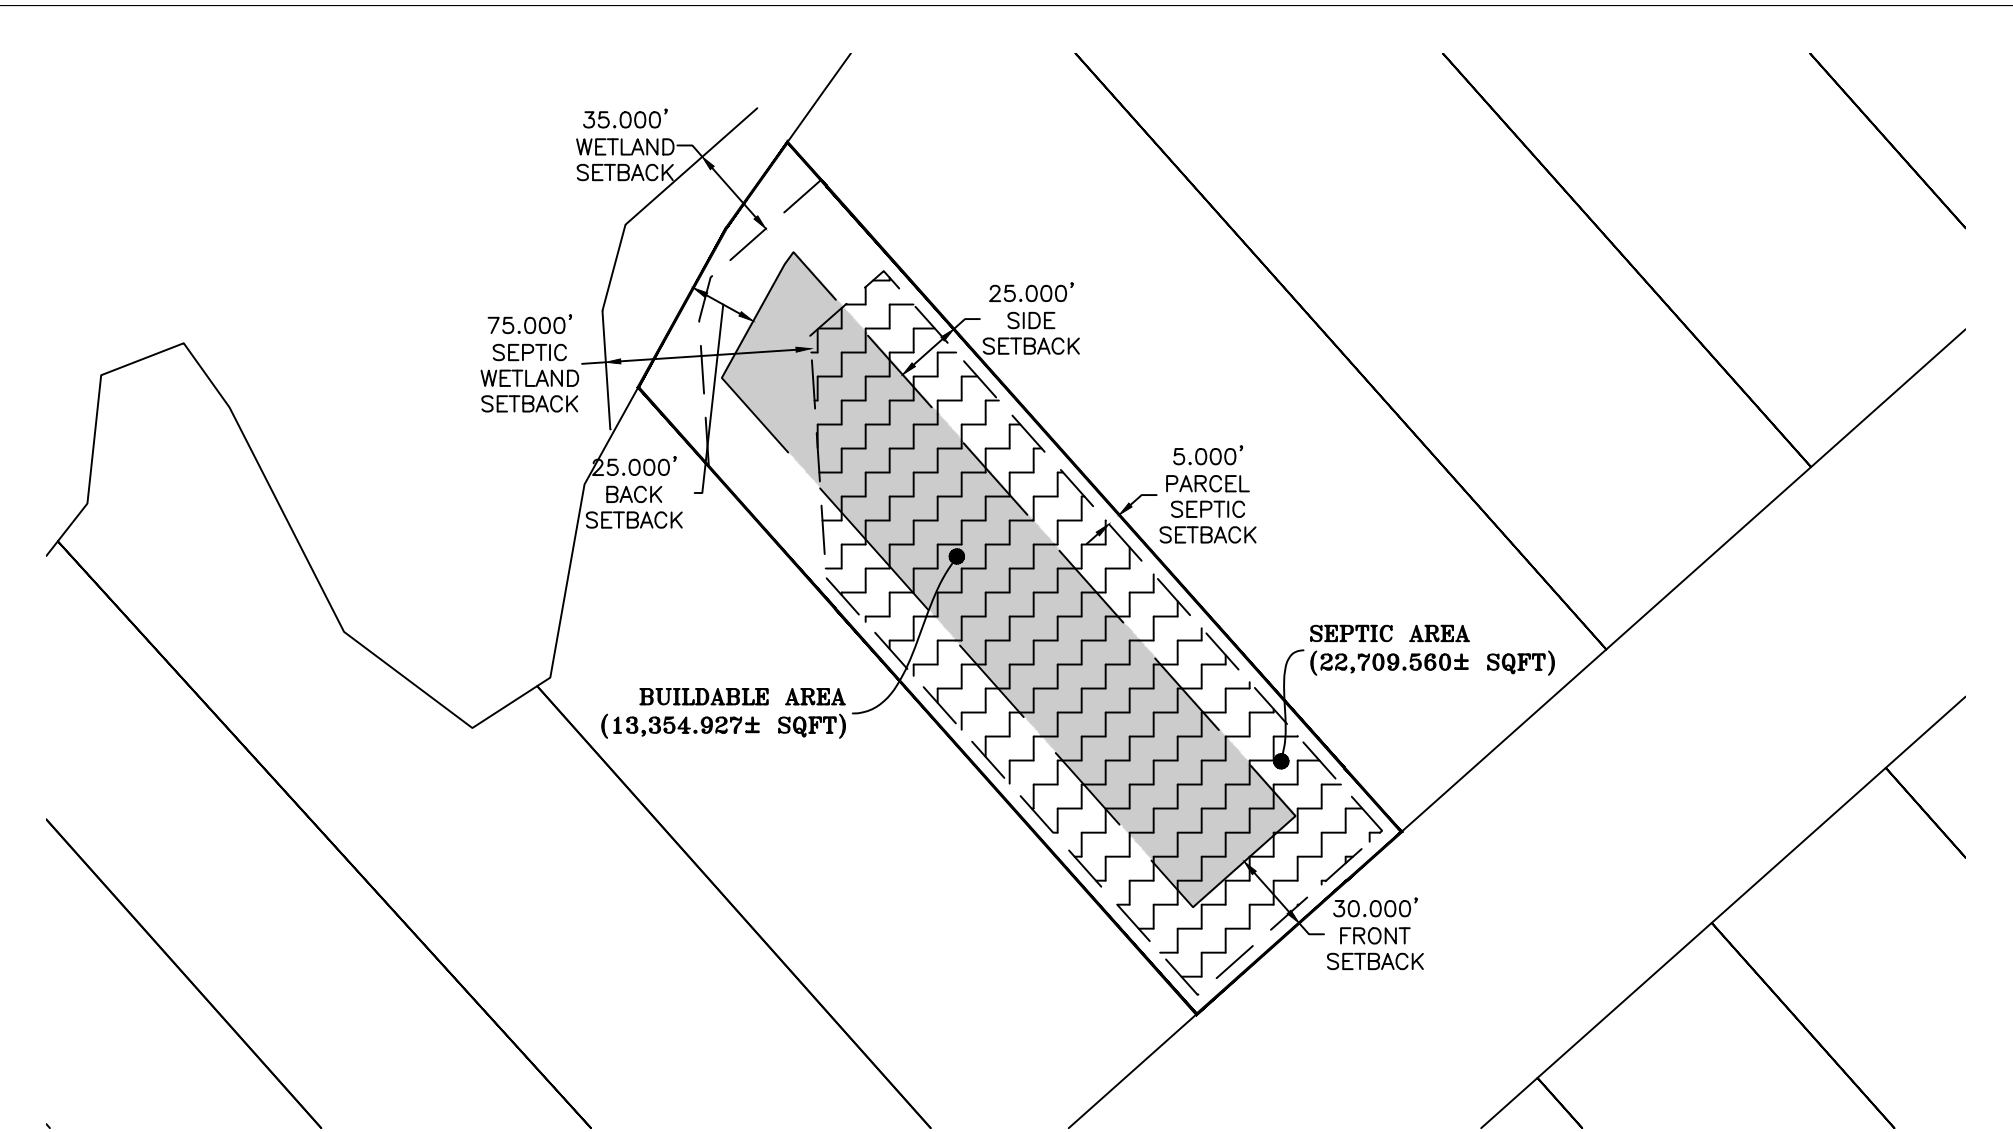 35.000'
WETLAND
SETBACK
25.000'
SIDE
SETBACK
75.000'
SEPTIC
WETLAND
SETBACK
25.000'
BACK
SETBACK
5.000'
PARCEL
SEPTIC
SETBACK
SEPTIC AREA
(22,709.560± SQFT)
BUILDABLE AREA
(13,354.927± SQFT)
30.000'
FRONT
SETBACK